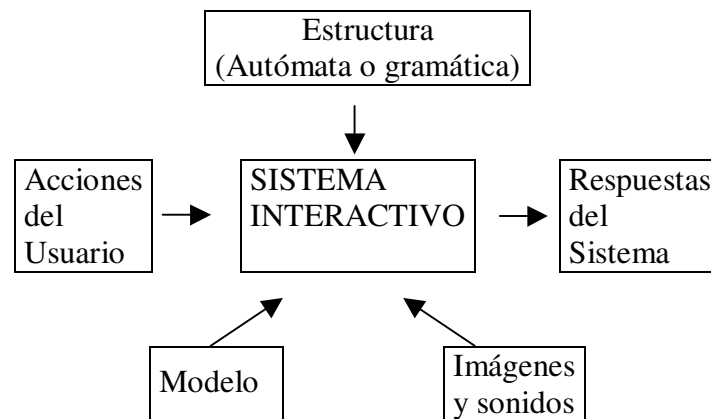 Estructura
(Autómata o gramática)
Acciones
del
Usuario
SISTEMA
INTERACTIVO
Respuestas
del
Sistema
Modelo
Imágenes
y sonidos